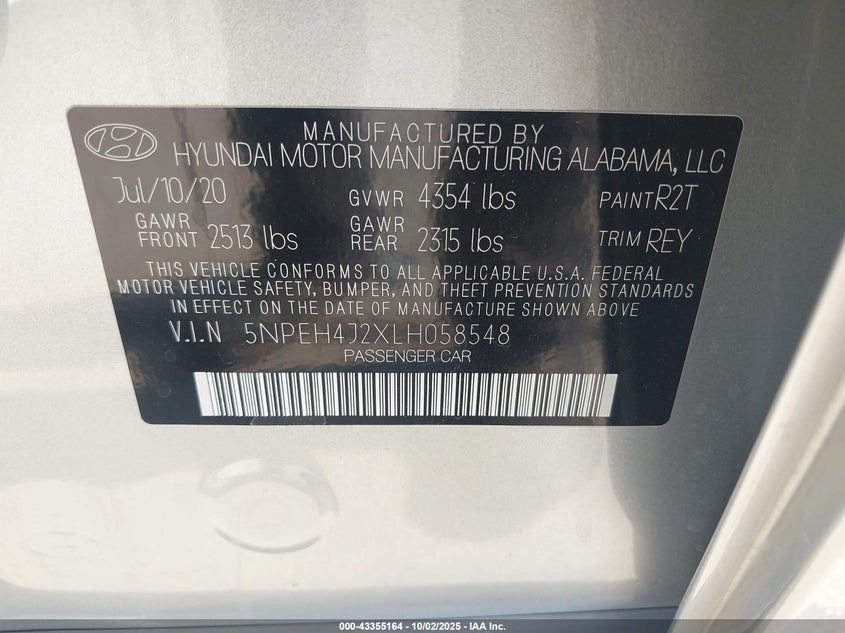 MANUFACTURED BY
HYUNDAI MOTOR MANUFACTURING ALABAMA, LLC
Jul/10/20 GVWR 4354 lbs PAINT R2T
GAWR FRONT 2513 lbs GAWR REAR 2315 lbs TRIM REY
THIS VEHICLE CONFORMS TO ALL APPLICABLE U.S.A. FEDERAL
MOTOR VEHICLE SAFETY, BUMPER, AND THEFT PREVENTION STANDARDS
IN EFFECT ON THE DATE OF MANUFACTURE SHOWN ABOVE
V.I.N 5NPEH4J2XLH058548
PASSENGER CAR
000-43355164 - 10/02/2025 - IAA Inc.